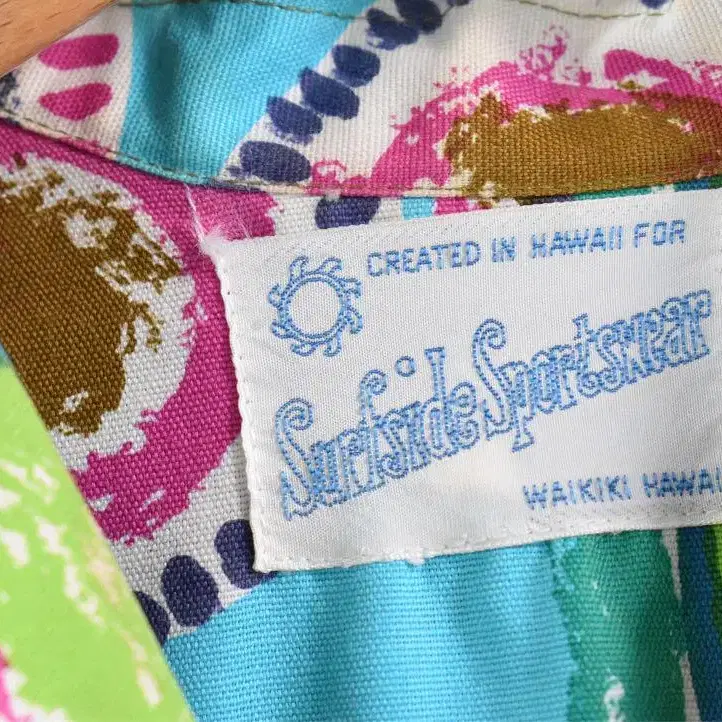 CREATED IN HAWAII FOR
Surfside Sportswear
WAIKIKI HAWAII